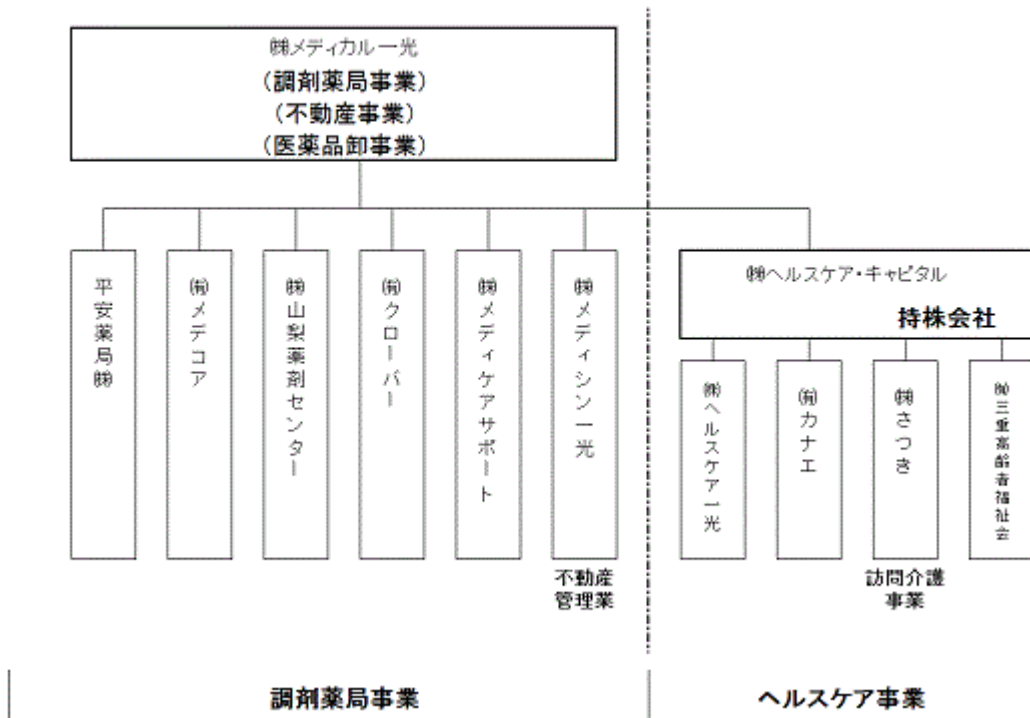 ㈱メディカル一光
(調剤薬局事業)
(不動産事業)
(医薬品卸事業)
平安薬局㈱
㈲メデコア
㈱山梨薬剤センター
㈲クローバー
㈱メディケアサポート
㈱メディシン一光
㈱ヘルスケア・キャピタル
持株会社
㈱ヘルスケア一光
㈲カナエ
㈱さつき
㈱三重高齢者福祉会
不動産
管理業
訪問介護
事業
調剤薬局事業
ヘルスケア事業